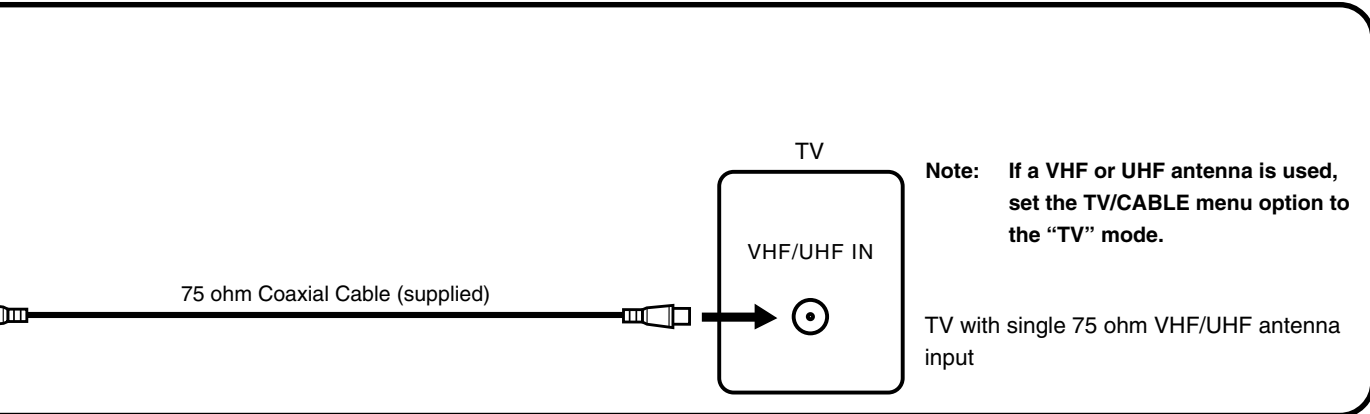 TV
Note: If a VHF or UHF antenna is used,
set the TV/CABLE menu option to
the “TV” mode.
VHF/UHF IN
75 ohm Coaxial Cable (supplied)
TV with single 75 ohm VHF/UHF antenna
input